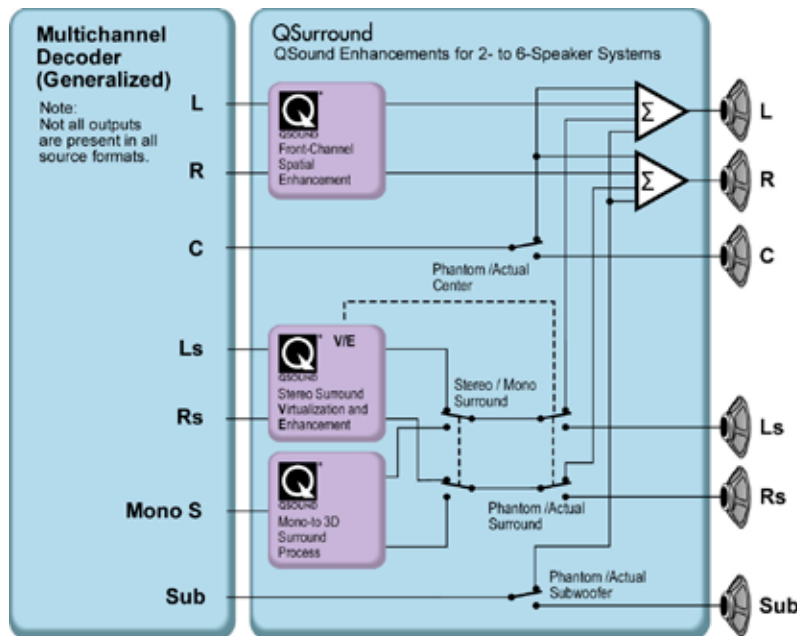 Multichannel
Decoder
(Generalized)
Note:
Not all outputs
are present in all
source formats.
L
R
C
Ls
Rs
Mono S
Sub
QSurround
QSound Enhancements for 2- to 6-Speaker Systems
Q
QSOUND
Front-Channel
Spatial
Enhancement
Σ
Σ
Phantom /Actual
Center
V/E
Q
QSOUND
Stereo Surround
Virtualization and
Enhancement
Stereo / Mono
Surround
Q
QSOUND
Mono-to 3D
Surround
Process
Phantom /Actual
Surround
Phantom /Actual
Subwoofer
L
R
C
Ls
Rs
Sub